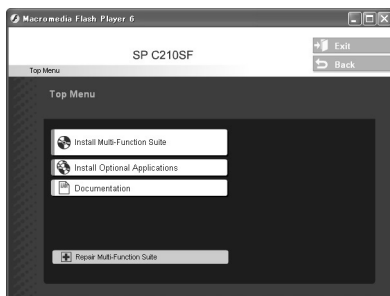 Macromedia Flash Player 6
SP C210SF
Exit
Back
Top Menu
Top Menu
Install Multi-Function Suite
Install Optional Applications
Documentation
Repair Multi-Function Suite